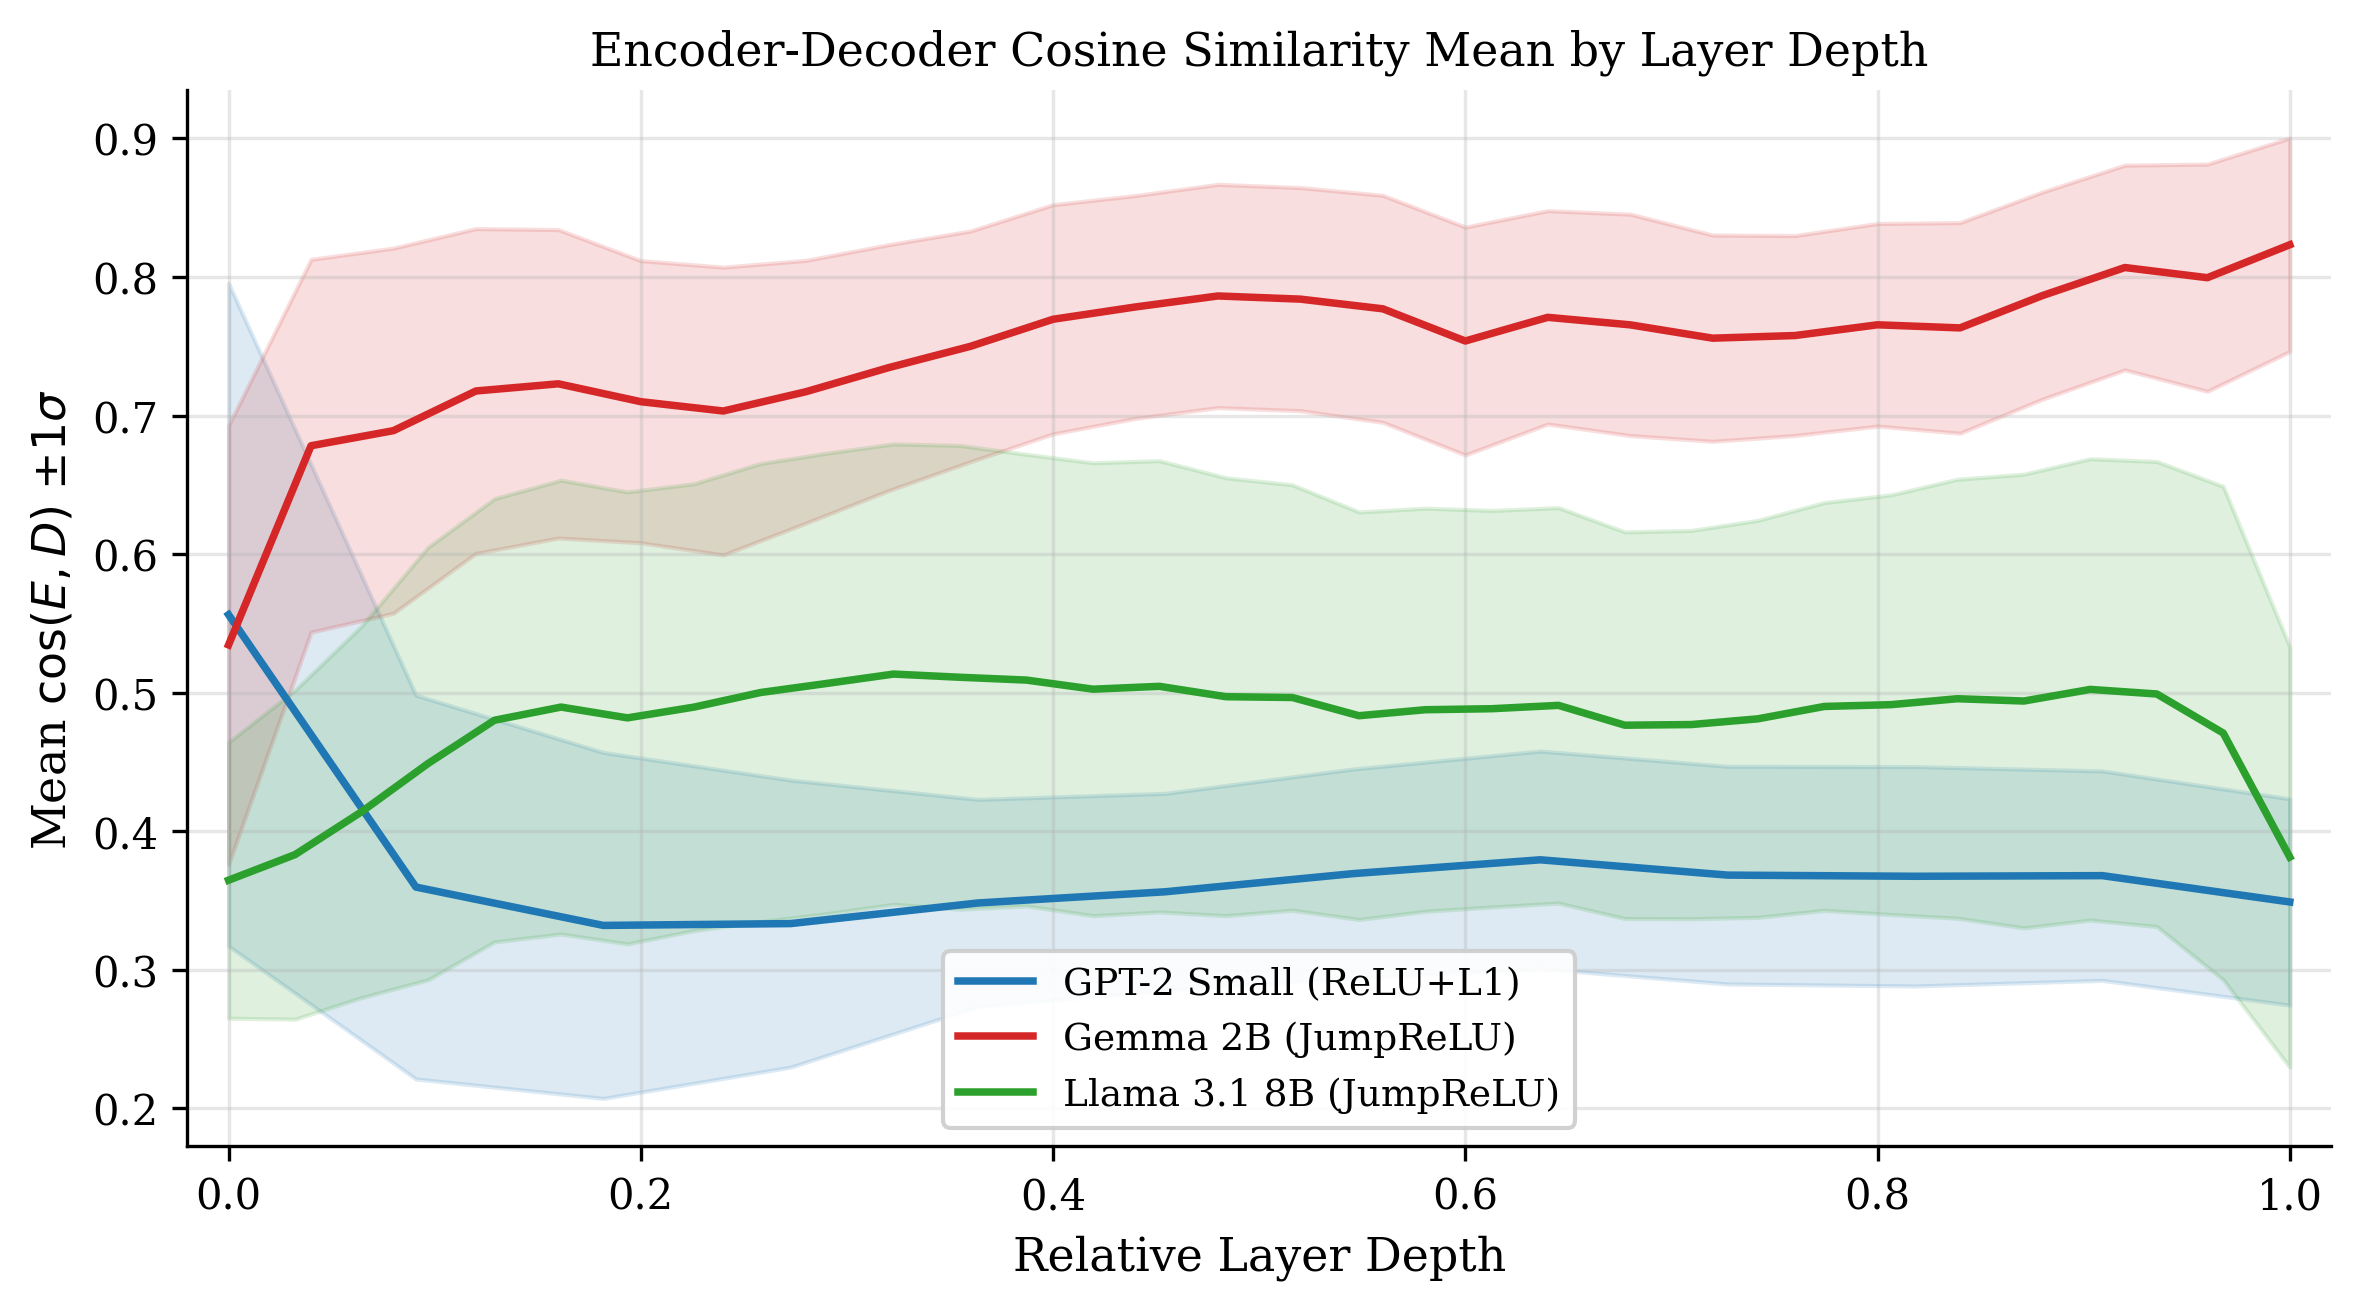 Encoder-Decoder Cosine Similarity Mean by Layer Depth
Mean cos(E, D) ±1σ
0.9
0.8
0.7
0.6
0.5
0.4
0.3
0.2
GPT-2 Small (ReLU+L1)
Gemma 2B (JumpReLU)
Llama 3.1 8B (JumpReLU)
0.0 0.2 0.4 0.6 0.8 1.0
Relative Layer Depth